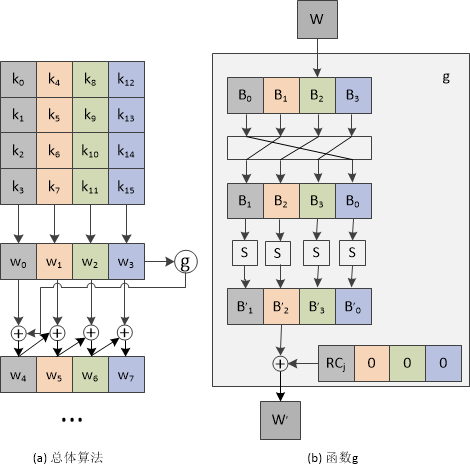 k₀ k₄ k₈ k₁₂
k₁ k₅ k₉ k₁₃
k₂ k₆ k₁₀ k₁₄
k₃ k₇ k₁₁ k₁₅
w₀ w₁ w₂ w₃ g
+ + + +
w₄ w₅ w₆ w₇
...
(a) 总体算法
W
g
B₀ B₁ B₂ B₃
B₁ B₂ B₃ B₀
S S S S
B'₁ B'₂ B'₃ B'₀
+ RCⱼ 0 0 0
W'
(b) 函数g